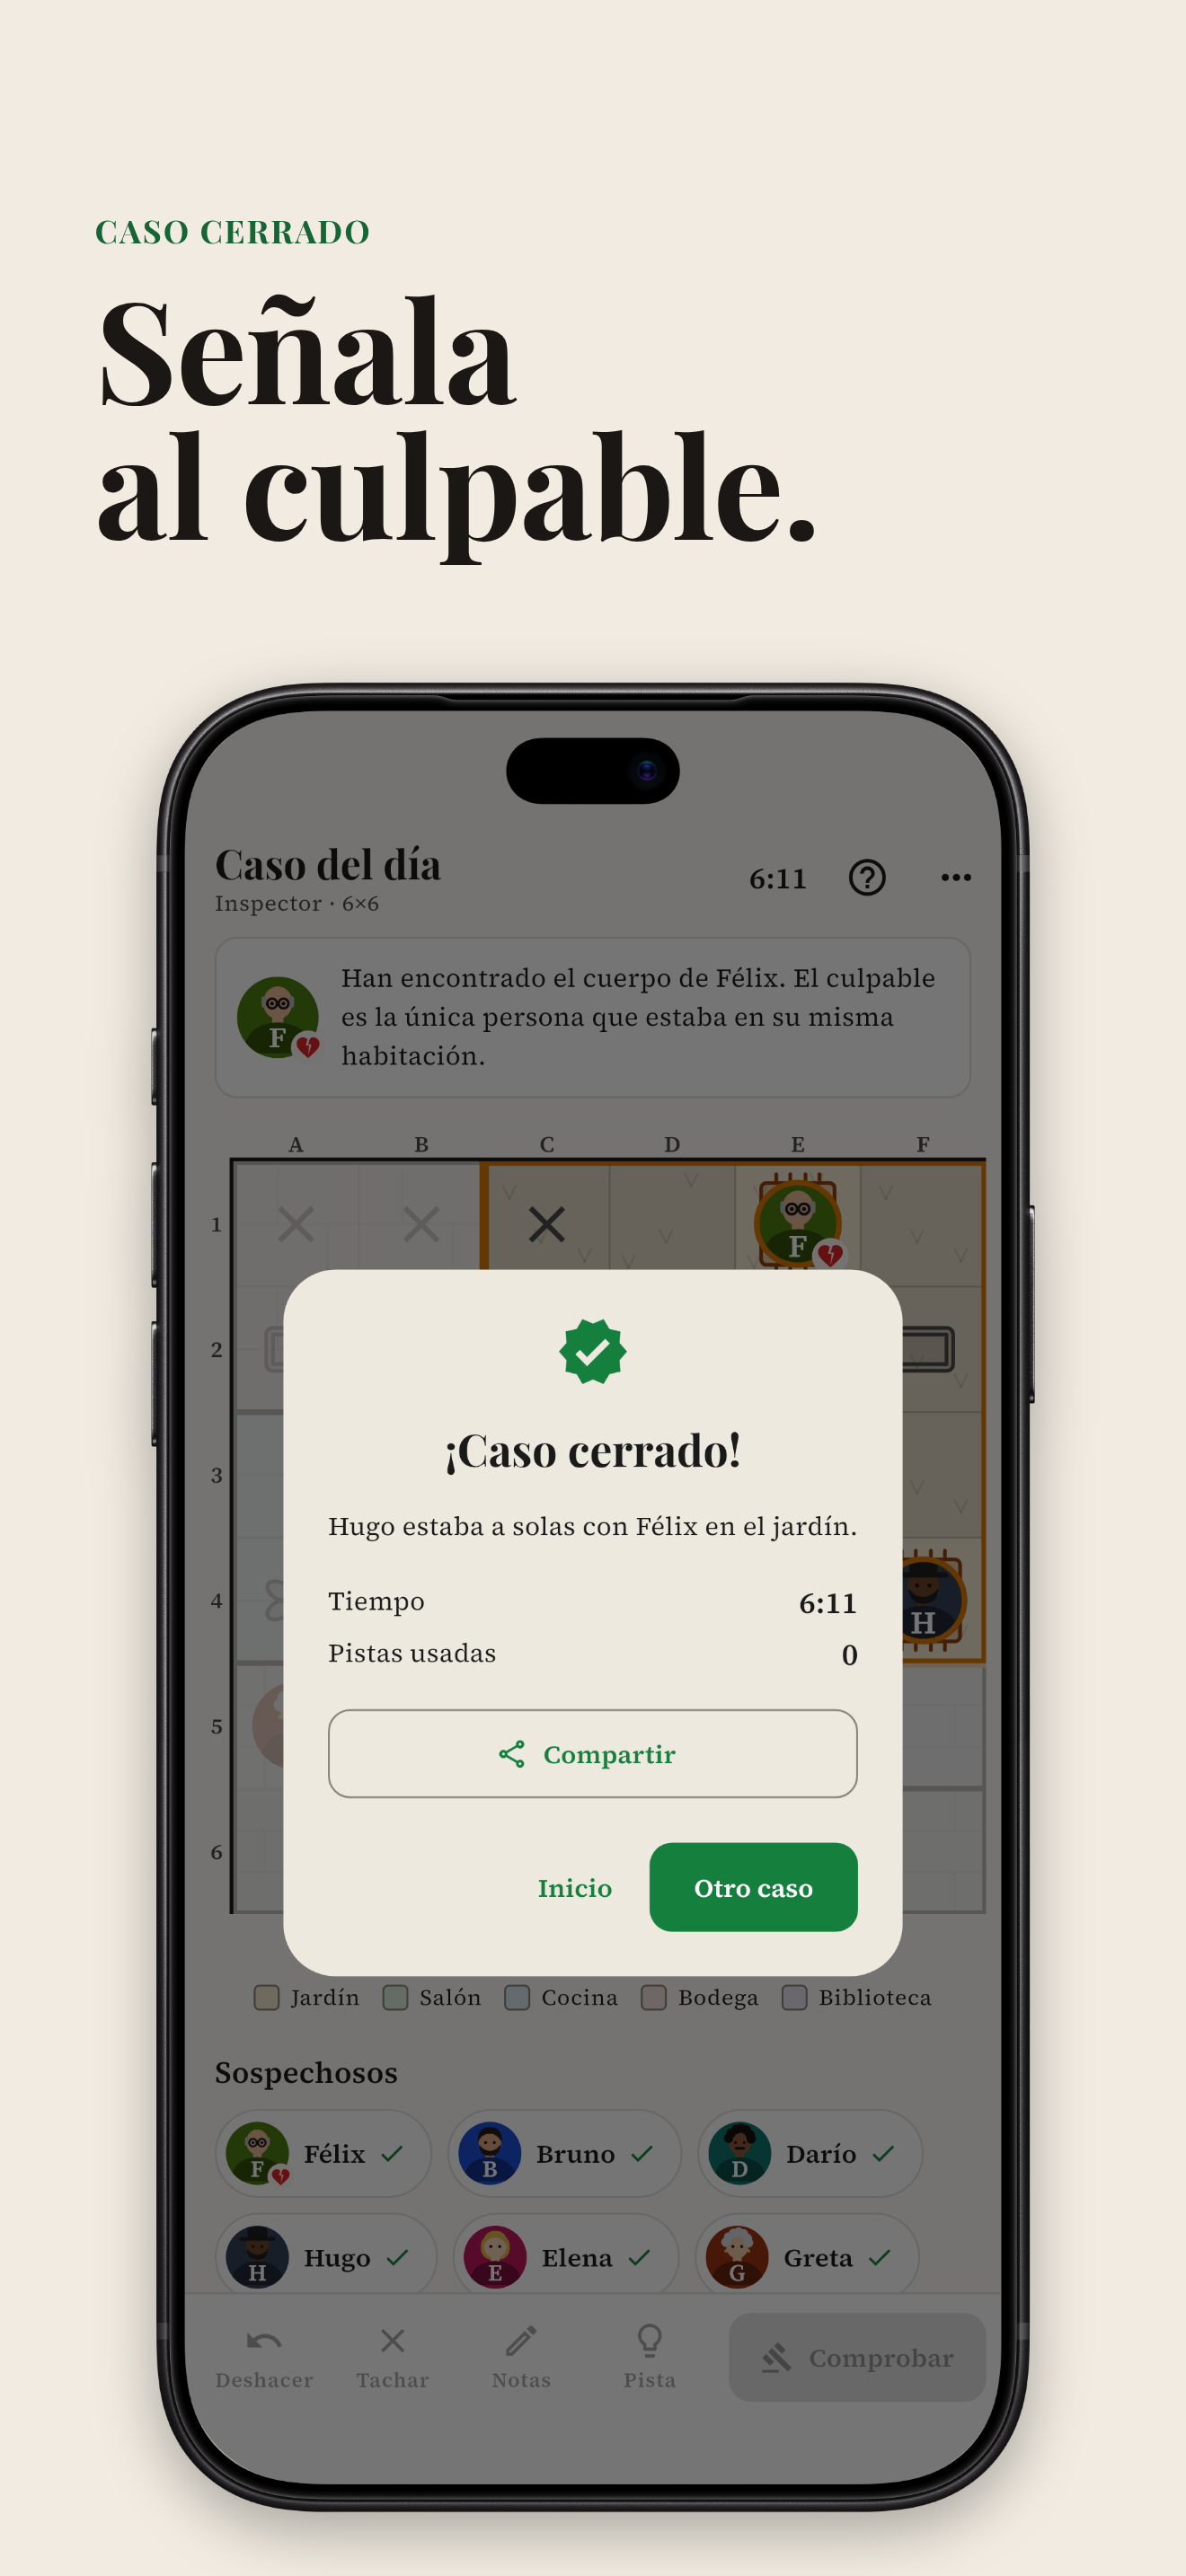 CASO CERRADO
Señala
al culpable.
Caso del día
6:11
Inspector · 6×6
Han encontrado el cuerpo de Félix. El culpable
es la única persona que estaba en su misma
habitación.
F
A B C D E F
1
F
2
3
4
H
5
6
¡Caso cerrado!
Hugo estaba a solas con Félix en el jardín.
Tiempo 6:11
Pistas usadas 0
Compartir
Inicio Otro caso
Jardín Salón Cocina Bodega Biblioteca
Sospechosos
F Félix B Bruno D Darío
H Hugo E Elena G Greta
Deshacer Tachar Notas Pista Comprobar